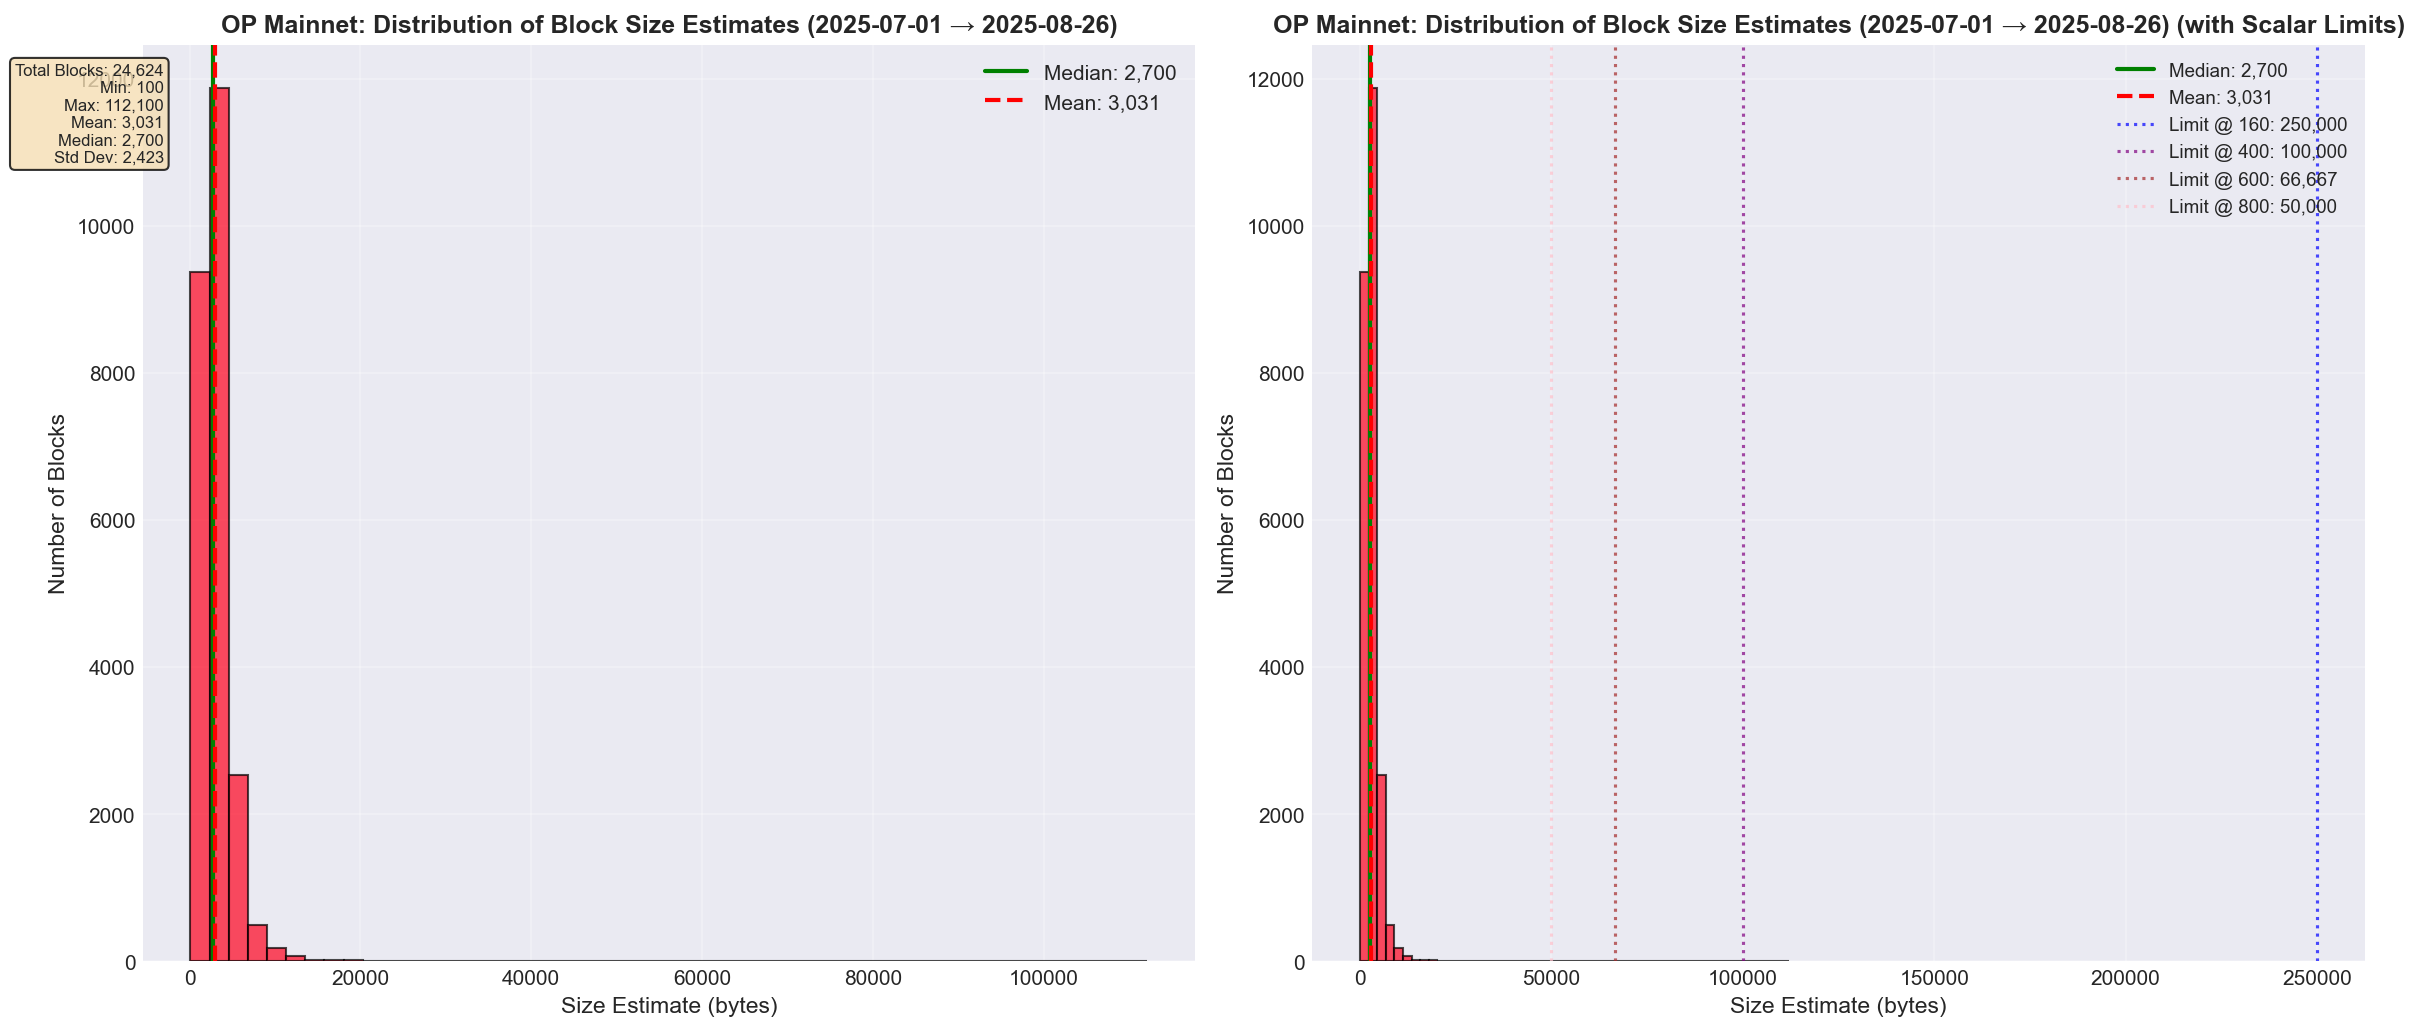 OP Mainnet: Distribution of Block Size Estimates (2025-07-01 → 2025-08-26)
Total Blocks: 24,624
Min: 100
Max: 112,100
Mean: 3,031
Median: 2,700
Std Dev: 2,423
Median: 2,700
Mean: 3,031
Number of Blocks
12000
10000
8000
6000
4000
2000
0
0 20000 40000 60000 80000 100000
Size Estimate (bytes)
OP Mainnet: Distribution of Block Size Estimates (2025-07-01 → 2025-08-26) (with Scalar Limits)
Median: 2,700
Mean: 3,031
Limit @ 160: 250,000
Limit @ 400: 100,000
Limit @ 600: 66,667
Limit @ 800: 50,000
Number of Blocks
12000
10000
8000
6000
4000
2000
0
0 50000 100000 150000 200000 250000
Size Estimate (bytes)